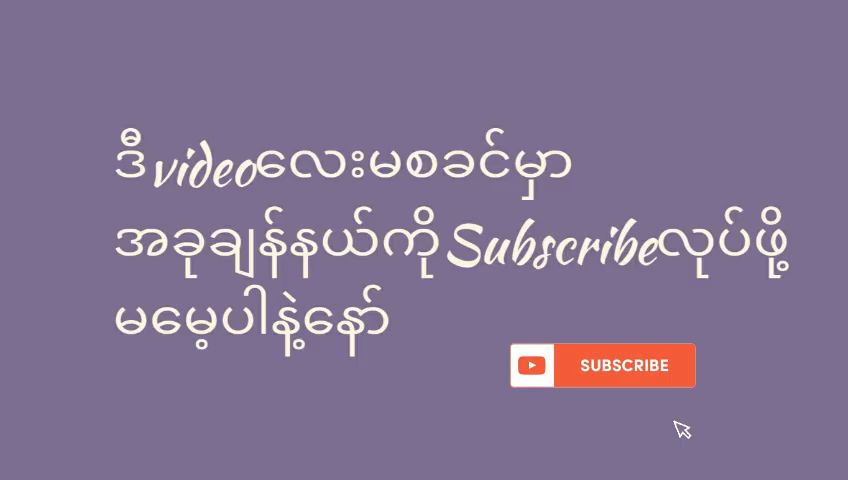 ဒီ videoလေးမစခင်မှာ
အခုချန်နယ်ကို Subscribeလုပ်ဖို့
မမေ့ပါနဲ့နော်
SUBSCRIBE